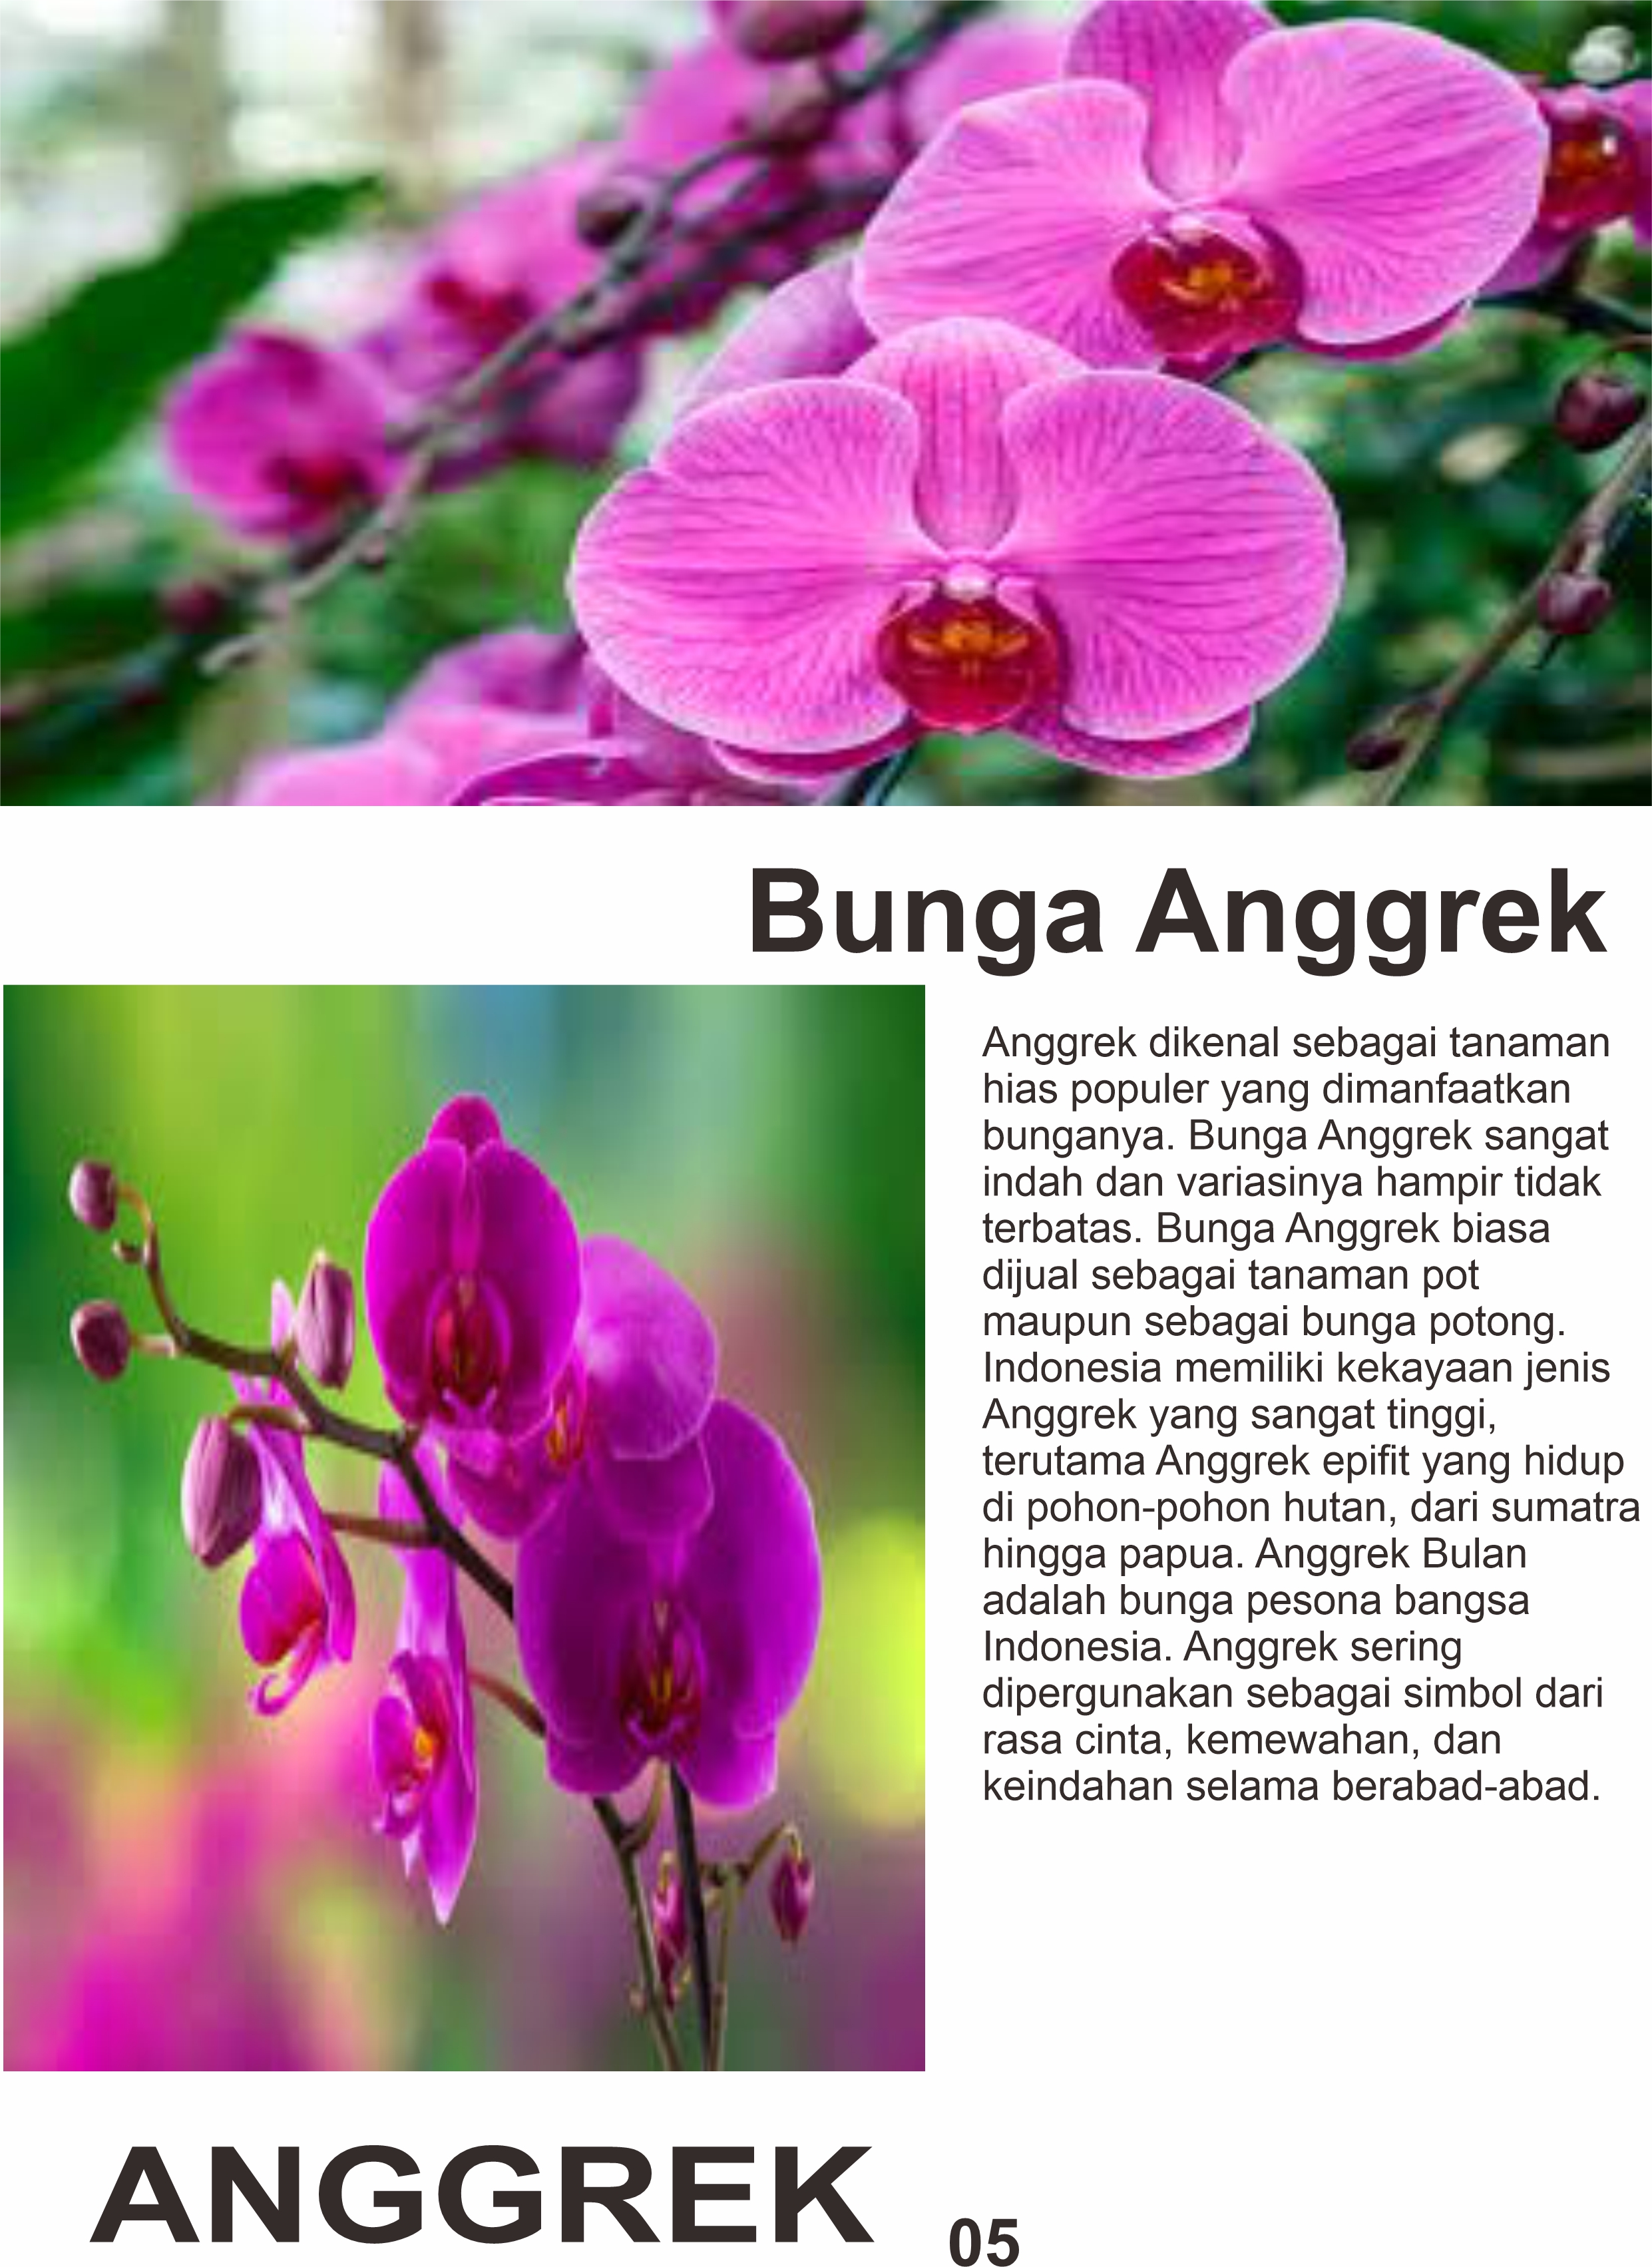 Bunga Anggrek
Anggrek dikenal sebagai tanaman
hias populer yang dimanfaatkan
bunganya. Bunga Anggrek sangat
indah dan variasinya hampir tidak
terbatas. Bunga Anggrek biasa
dijual sebagai tanaman pot
maupun sebagai bunga potong.
Indonesia memiliki kekayaan jenis
Anggrek yang sangat tinggi,
terutama Anggrek epifit yang hidup
di pohon-pohon hutan, dari sumatra
hingga papua. Anggrek Bulan
adalah bunga pesona bangsa
Indonesia. Anggrek sering
dipergunakan sebagai simbol dari
rasa cinta, kemewahan, dan
keindahan selama berabad-abad.
ANGGREK
05